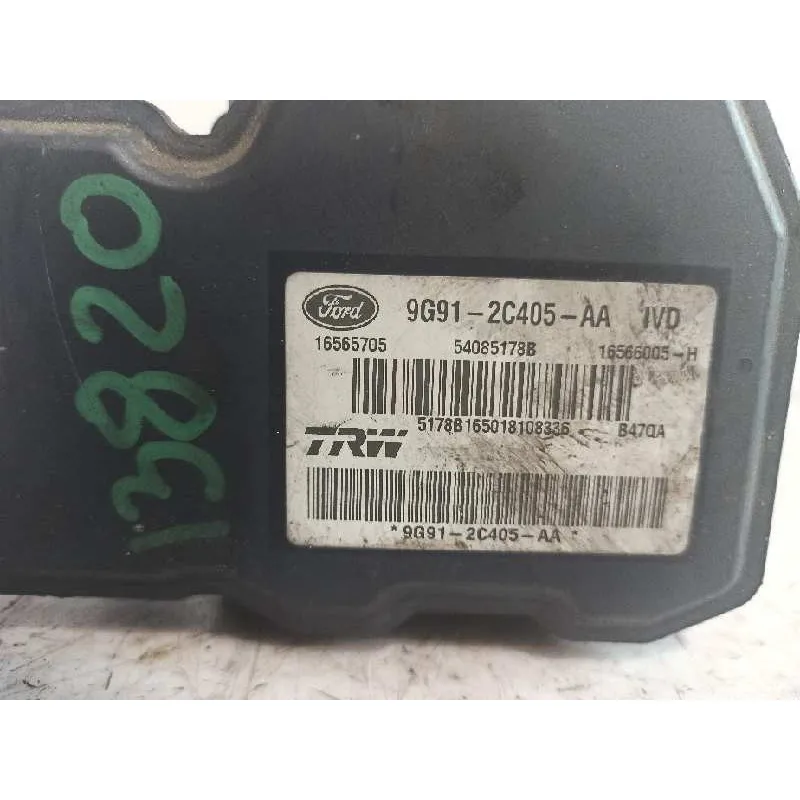 13820
Ford 9G91-2C405-AA IVD
16565705 54085178B 16566005-H
5178B165018108336 B47QA
TRW
*9G91-2C405-AA*